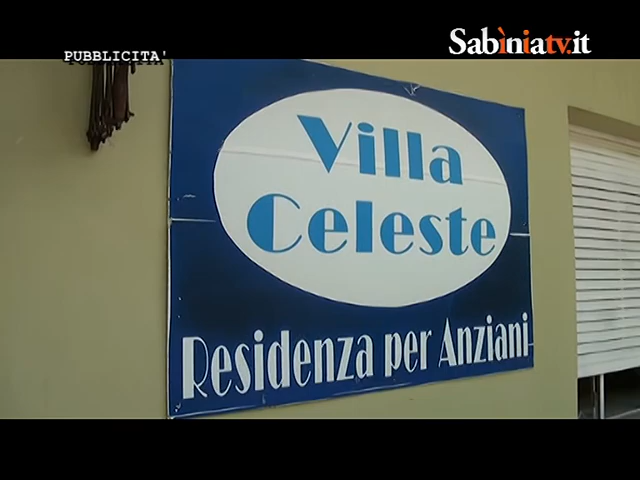 PUBBLICITA'
Sabìniatv.it
Villa
Celeste
Residenza per Anziani